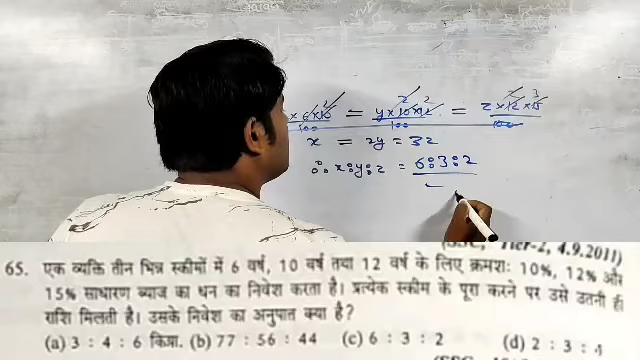 x 6 x 10 / 100 = y x 10 x 12 / 100 = z x 12 x 15 / 100
x = 2y = 3z
∴ x : y : z = 6 : 3 : 2
Tier-2, 4.9.2011)
65. एक व्यक्ति तीन भिन्न स्कीमों में 6 वर्ष, 10 वर्ष तथा 12 वर्ष के लिए क्रमशः 10%, 12% और
15% साधारण ब्याज का धन का निवेश करता है। प्रत्येक स्कीम के पूरा करने पर उसे उतनी ही
राशि मिलती है। उसके निवेश का अनुपात क्या है?
(a) 3 : 4 : 6 किग्रा. (b) 77 : 56 : 44 (c) 6 : 3 : 2 (d) 2 : 3 :